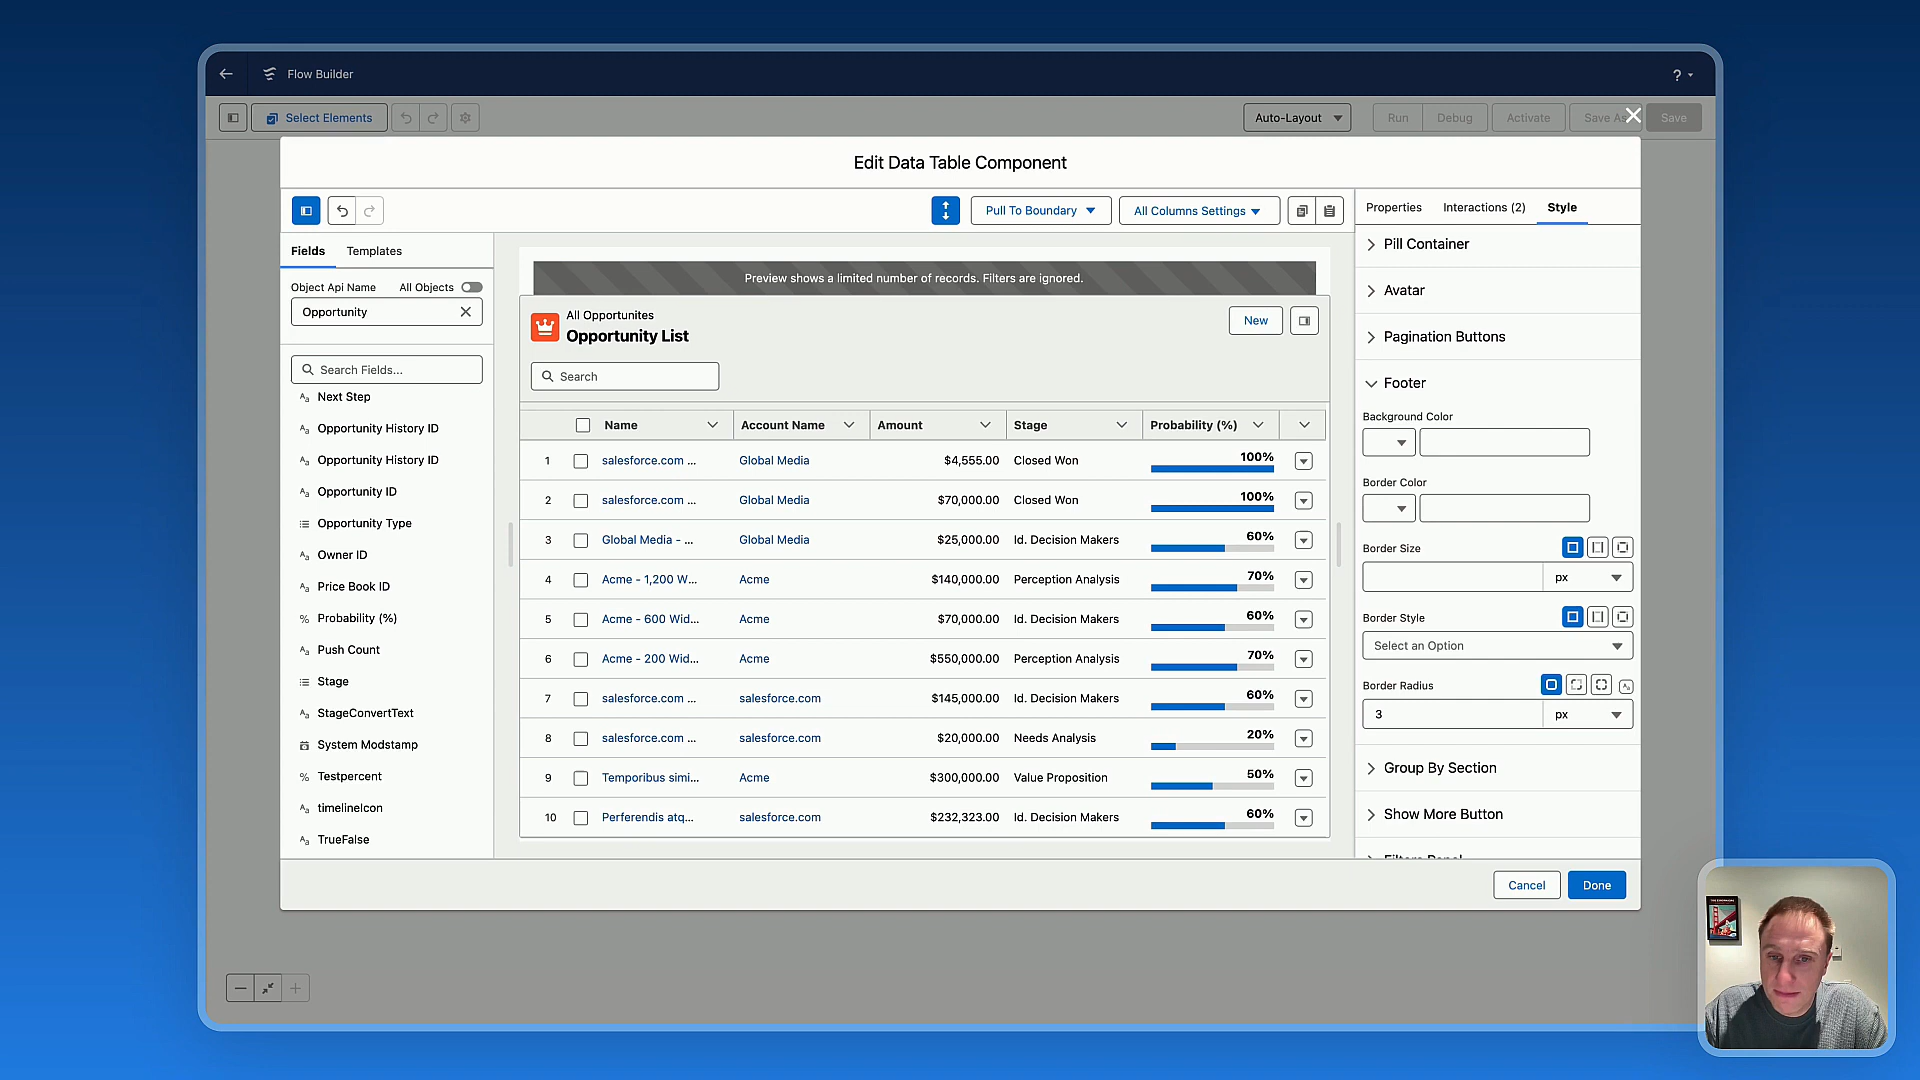 Flow Builder
?
Select Elements
Auto-Layout
Run
Debug
Activate
Save As
Save
Edit Data Table Component
Pull To Boundary
All Columns Settings
Properties
Interactions (2)
Style
Fields
Templates
Object Api Name
All Objects
Opportunity
Search Fields...
Next Step
Opportunity History ID
Opportunity History ID
Opportunity ID
Opportunity Type
Owner ID
Price Book ID
Probability (%)
Push Count
Stage
StageConvertText
System Modstamp
Testpercent
timelineIcon
TrueFalse
Preview shows a limited number of records. Filters are ignored.
All Opportunites
Opportunity List
New
Search
Name Account Name Amount Stage Probability (%)
1 salesforce.com ... Global Media $4,555.00 Closed Won 100%
2 salesforce.com ... Global Media $70,000.00 Closed Won 100%
3 Global Media - ... Global Media $25,000.00 Id. Decision Makers 60%
4 Acme - 1,200 W... Acme $140,000.00 Perception Analysis 70%
5 Acme - 600 Wid... Acme $70,000.00 Id. Decision Makers 60%
6 Acme - 200 Wid... Acme $550,000.00 Perception Analysis 70%
7 salesforce.com ... salesforce.com $145,000.00 Id. Decision Makers 60%
8 salesforce.com ... salesforce.com $20,000.00 Needs Analysis 20%
9 Temporibus simi... Acme $300,000.00 Value Proposition 50%
10 Perferendis atq... salesforce.com $232,323.00 Id. Decision Makers 60%
Pill Container
Avatar
Pagination Buttons
Footer
Background Color
Border Color
Border Size
px
Border Style
Select an Option
Border Radius
3 px
Group By Section
Show More Button
Filters Panel
Cancel
Done